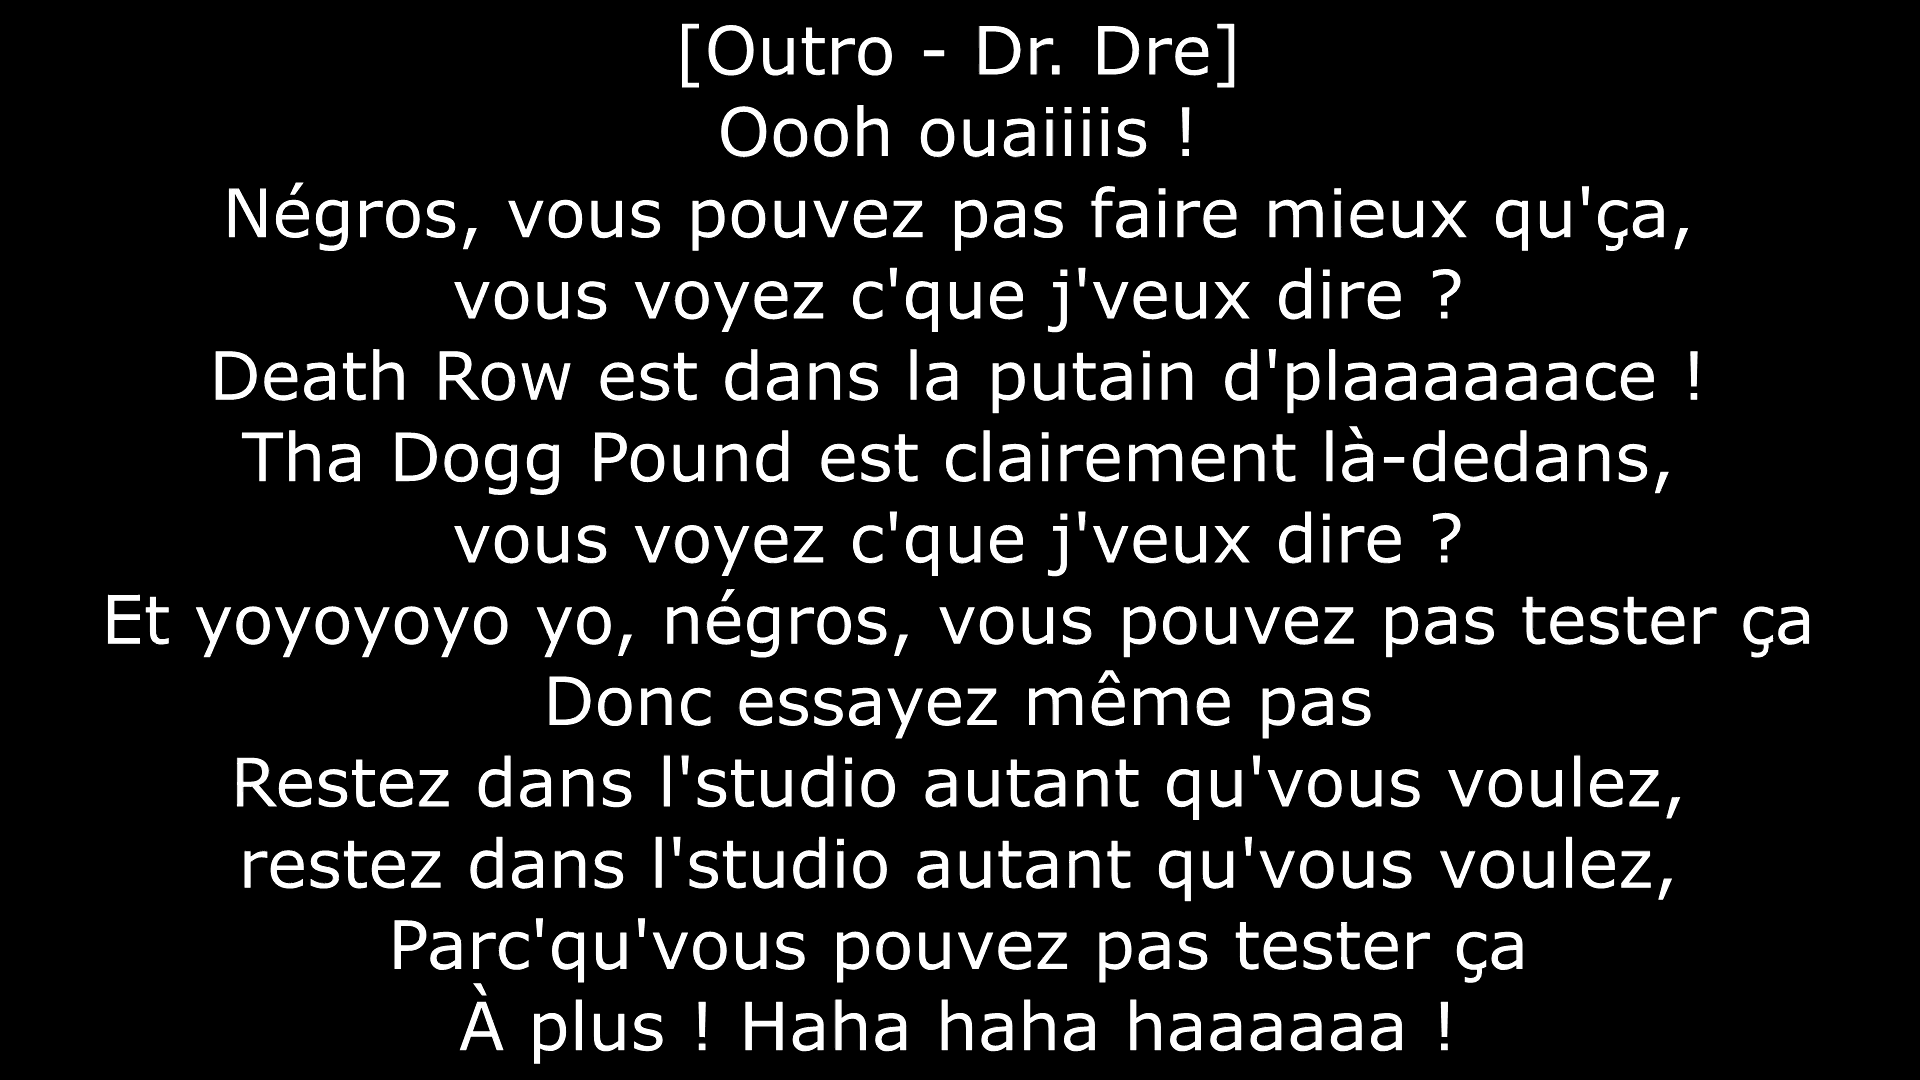 [Outro - Dr. Dre]
Oooh ouaiiiis !
Négros, vous pouvez pas faire mieux qu'ça,
vous voyez c'que j'veux dire ?
Death Row est dans la putain d'plaaaaaaace !
Tha Dogg Pound est clairement là-dedans,
vous voyez c'que j'veux dire ?
Et yoyoyoyo yo, négros, vous pouvez pas tester ça
Donc essayez même pas
Restez dans l'studio autant qu'vous voulez,
restez dans l'studio autant qu'vous voulez,
Parc'qu'vous pouvez pas tester ça
À plus ! Haha haha haaaaaa !